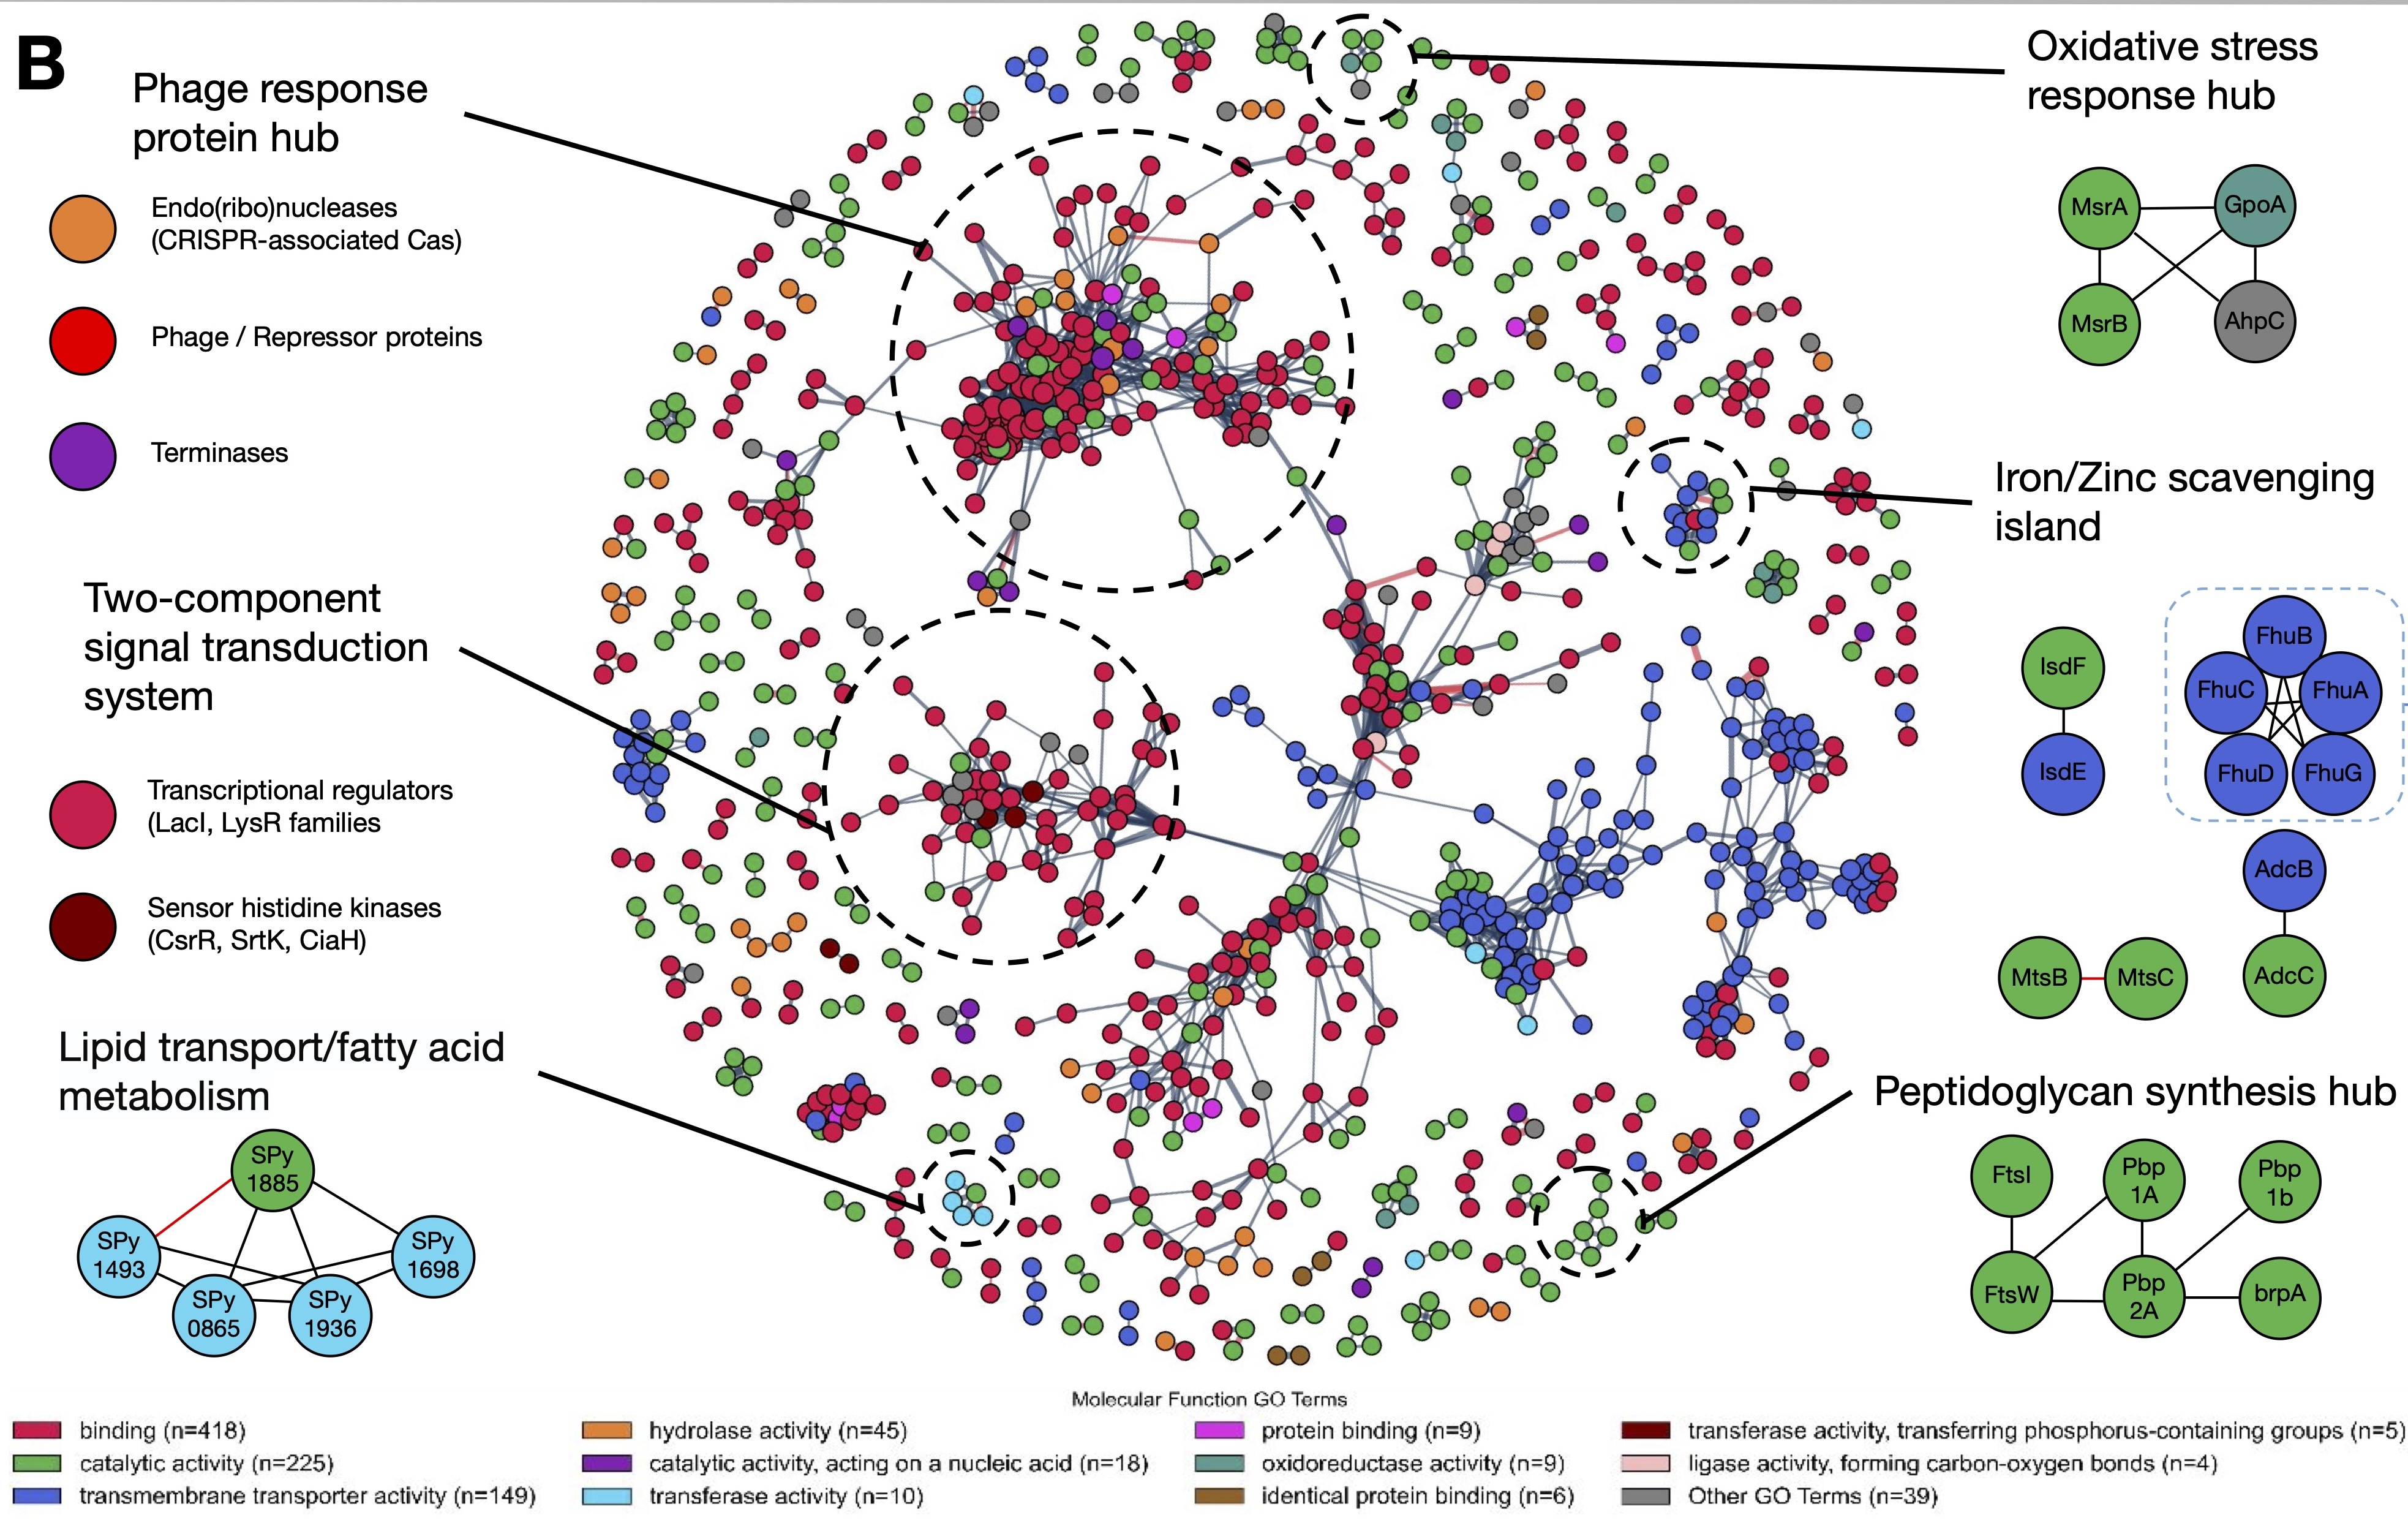 B
Phage response
protein hub
Endo(ribo)nucleases
(CRISPR-associated Cas)
Phage / Repressor proteins
Terminases
Two-component
signal transduction
system
Transcriptional regulators
(LacI, LysR families
Sensor histidine kinases
(CsrR, SrtK, CiaH)
Lipid transport/fatty acid
metabolism
SPy
1885
SPy
1493
SPy
1698
SPy
0865
SPy
1936
Oxidative stress
response hub
MsrA
GpoA
MsrB
AhpC
Iron/Zinc scavenging
island
IsdF
IsdE
FhuB
FhuC
FhuA
FhuD
FhuG
AdcB
AdcC
MtsB
MtsC
Peptidoglycan synthesis hub
FtsI
Pbp
1A
Pbp
1b
FtsW
Pbp
2A
brpA
Molecular Function GO Terms
binding (n=418)
catalytic activity (n=225)
transmembrane transporter activity (n=149)
hydrolase activity (n=45)
catalytic activity, acting on a nucleic acid (n=18)
transferase activity (n=10)
protein binding (n=9)
oxidoreductase activity (n=9)
identical protein binding (n=6)
transferase activity, transferring phosphorus-containing groups (n=5)
ligase activity, forming carbon-oxygen bonds (n=4)
Other GO Terms (n=39)